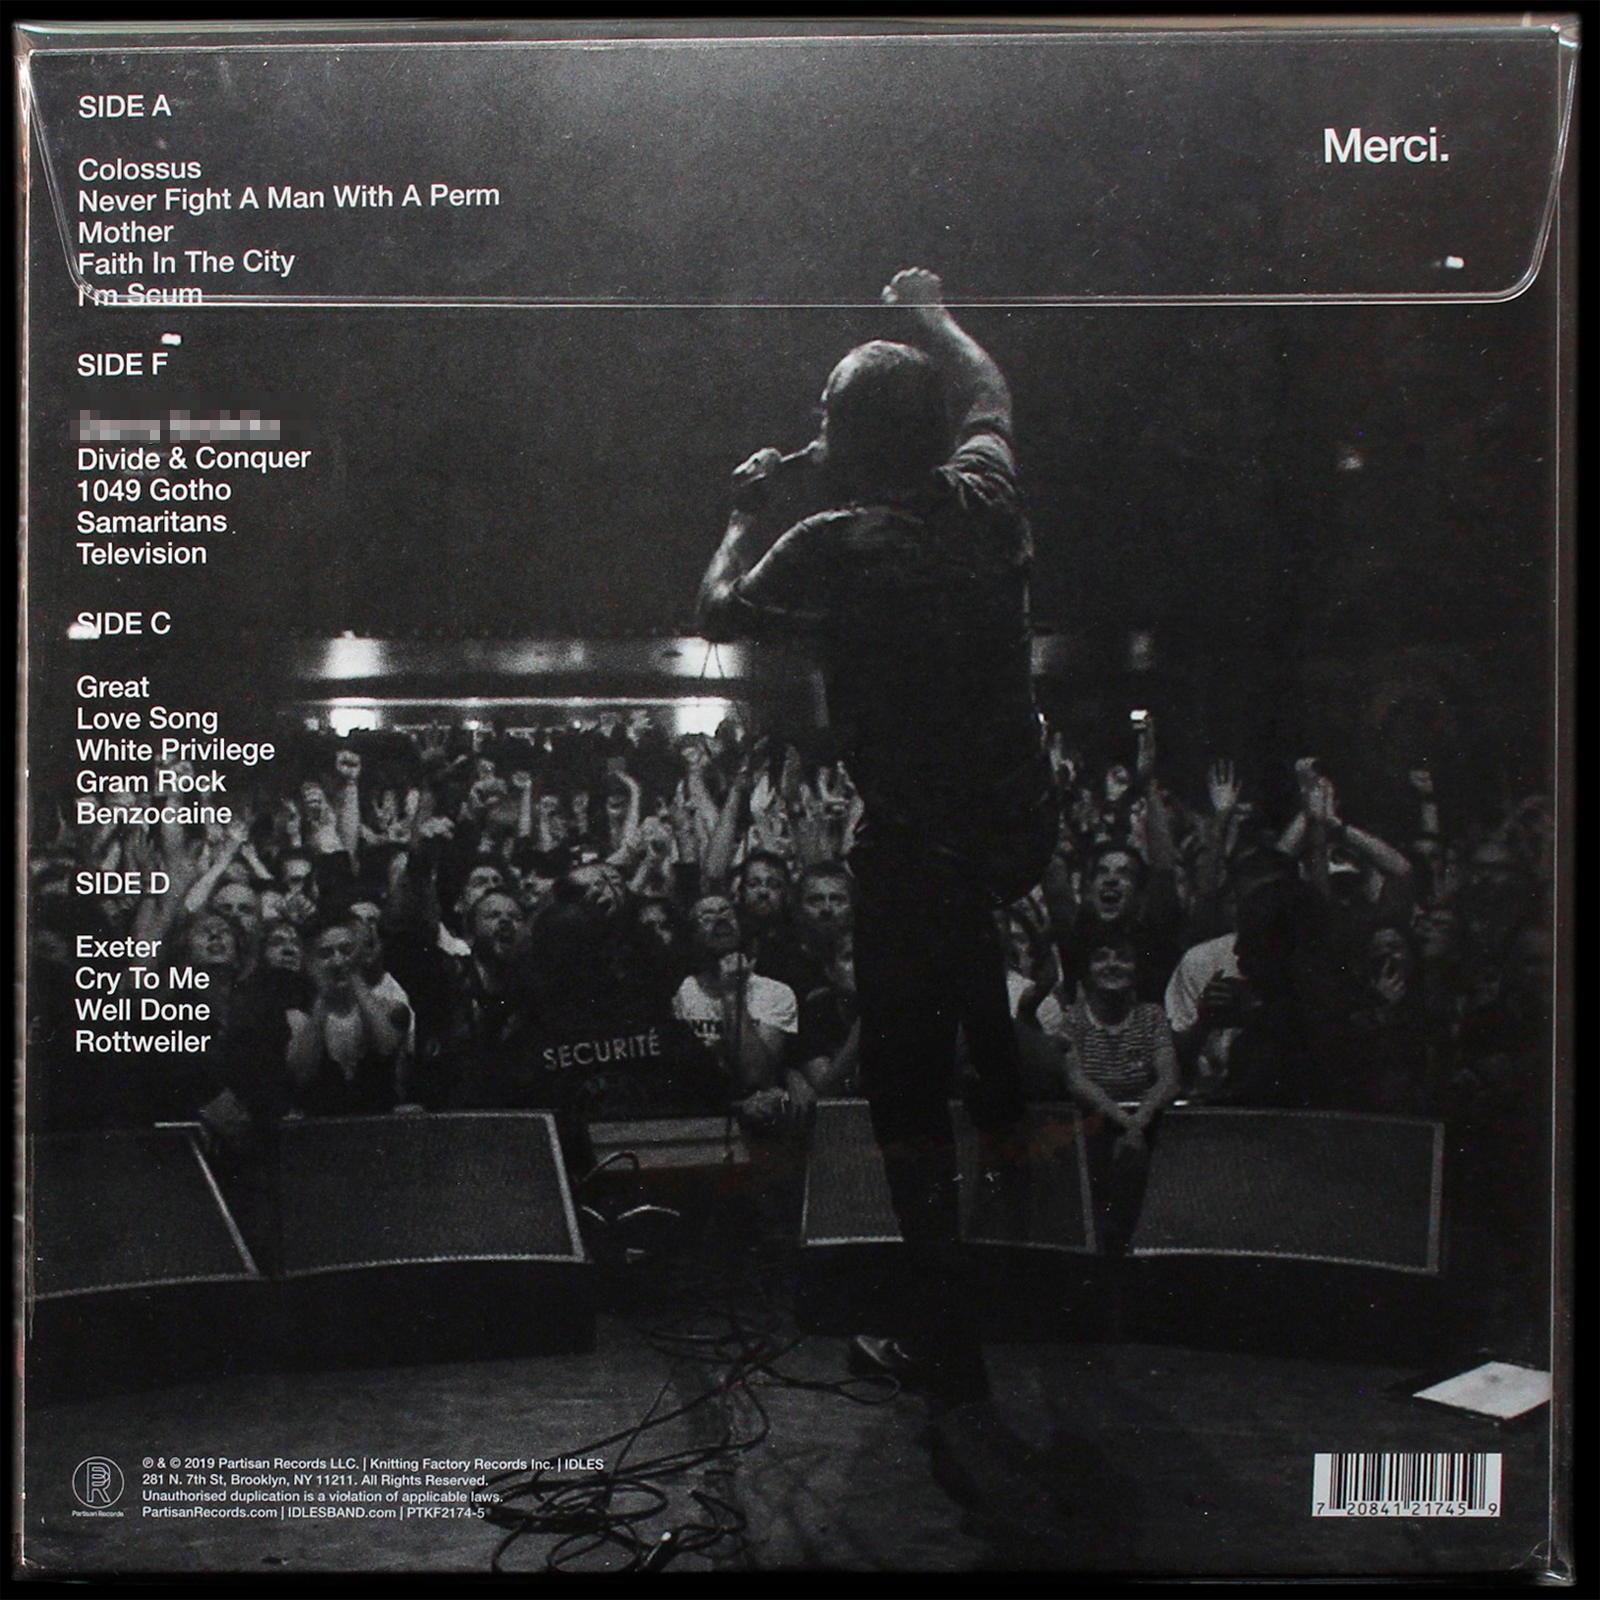 SIDE A
Colossus
Never Fight A Man With A Perm
Mother
Faith In The City
I'm Scum
SIDE F
Divide & Conquer
1049 Gotho
Samaritans
Television
SIDE C
Great
Love Song
White Privilege
Gram Rock
Benzocaine
SIDE D
Exeter
Cry To Me
Well Done
Rottweiler
Merci.
SECURITÉ
Partisan Records
℗ & © 2019 Partisan Records LLC. | Knitting Factory Records Inc. | IDLES
281 N. 7th St, Brooklyn, NY 11211. All Rights Reserved.
Unauthorised duplication is a violation of applicable laws.
PartisanRecords.com | IDLESBAND.com | PTKF2174-5
7 20841 21745 9